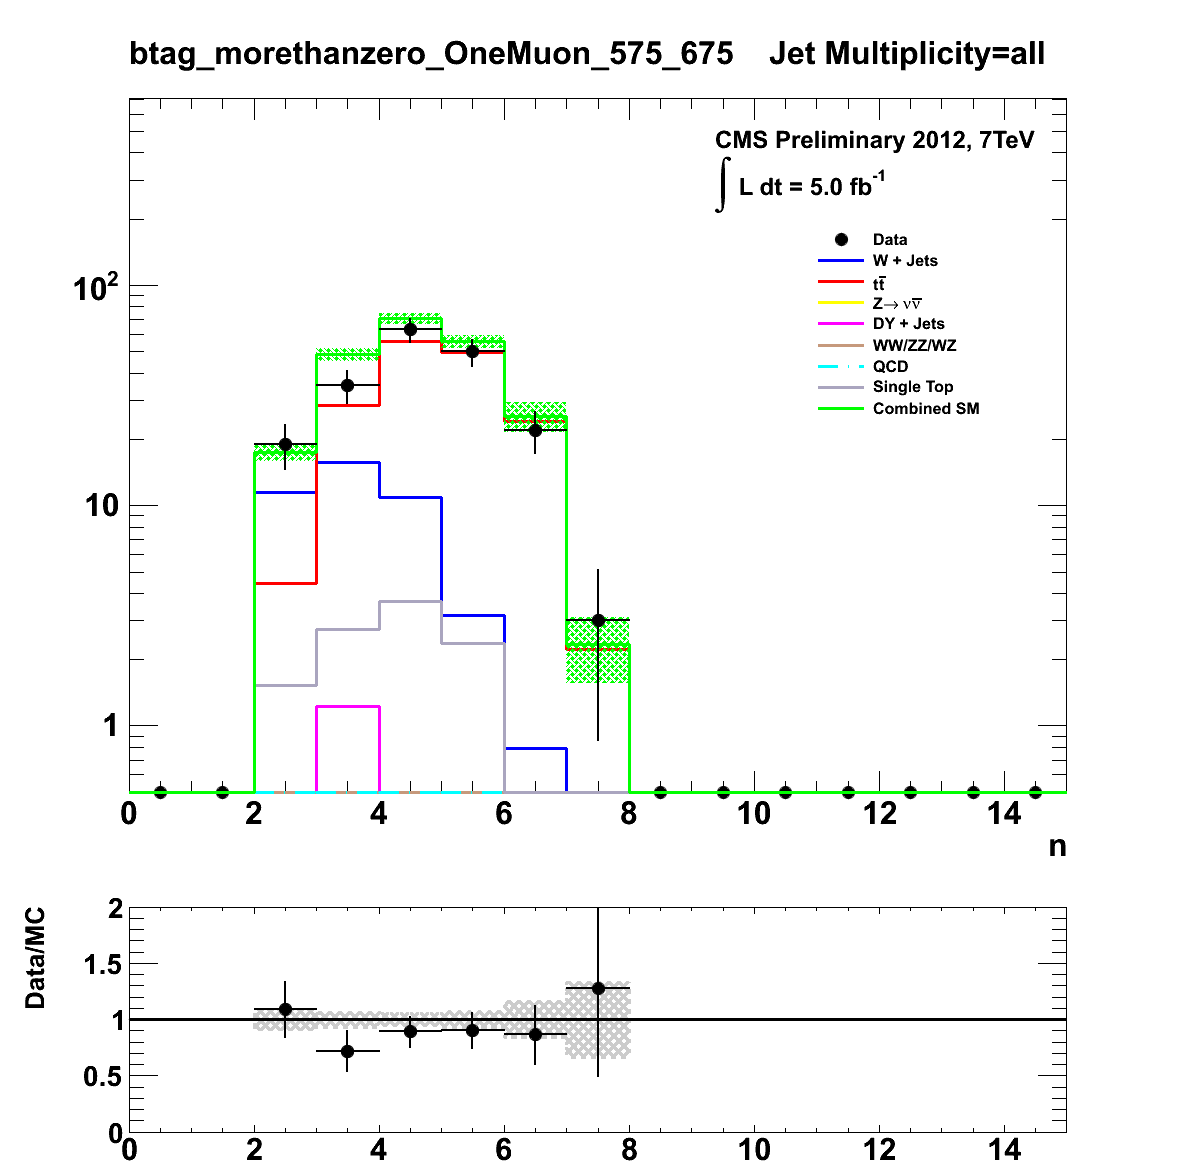 btag_morethanzero_OneMuon_575_675 Jet Multiplicity=all
CMS Preliminary 2012, 7TeV
∫ L dt = 5.0 fb⁻¹
Data
W + Jets
tt̅
Z→ νν̅
DY + Jets
WW/ZZ/WZ
QCD
Single Top
Combined SM
10²
10
1
0 2 4 6 8 10 12 14
n
Data/MC
2
1.5
1
0.5
0
0 2 4 6 8 10 12 14